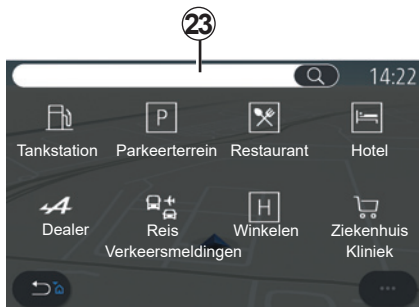 23
14:22
P
Tankstation Parkeerterrein Restaurant Hotel
H
Dealer Reis Winkelen Ziekenhuis
Verkeersmeldingen Kliniek